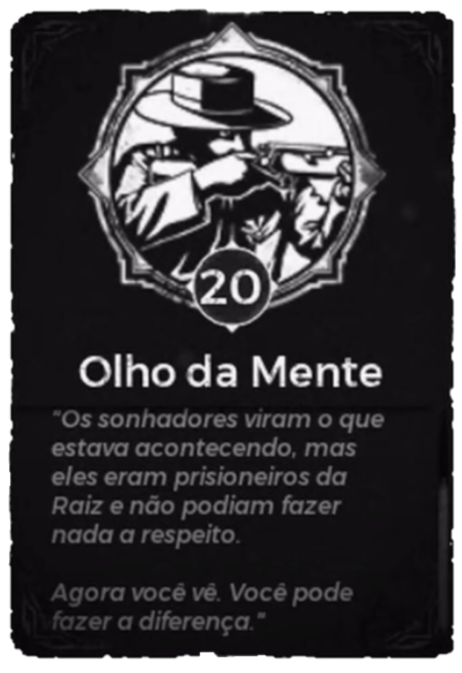 20
Olho da Mente
"Os sonhadores viram o que
estava acontecendo, mas
eles eram prisioneiros da
Raiz e não podiam fazer
nada a respeito.
Agora você vê. Você pode
fazer a diferença."